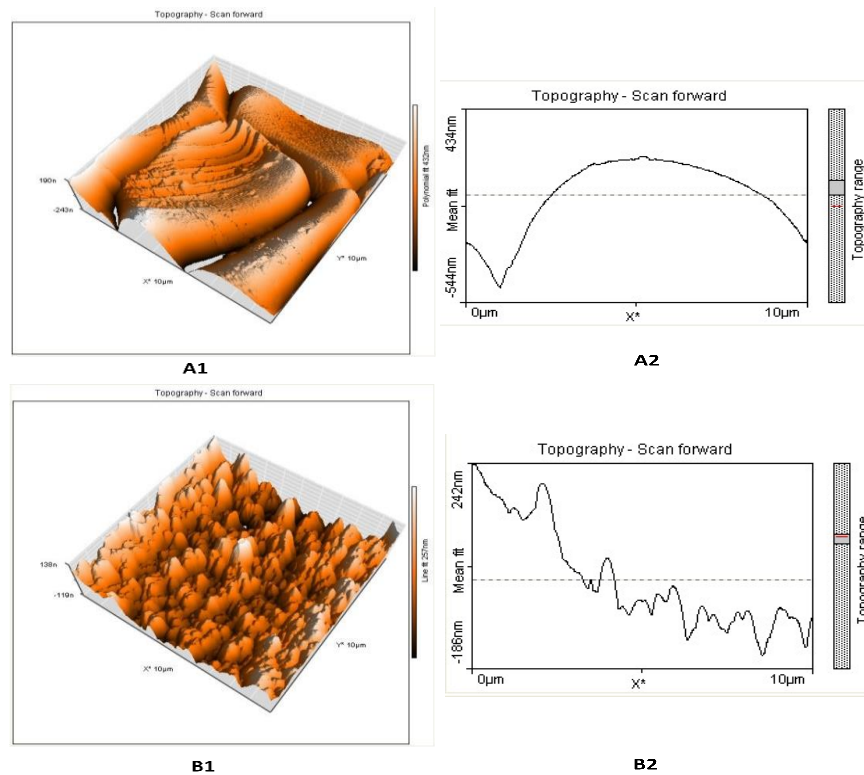 Topography - Scan forward
190n
-243n
X* 10µm
Y* 10µm
Polynomial fit 432nm
A1
Topography - Scan forward
434nm
Mean fit
-544nm
0µm
X*
10µm
Topography range
A2
Topography - Scan forward
138n
-119n
X* 10µm
Y* 10µm
Line fit 257nm
B1
Topography - Scan forward
242nm
Mean fit
-186nm
0µm
X*
10µm
Topography range
B2